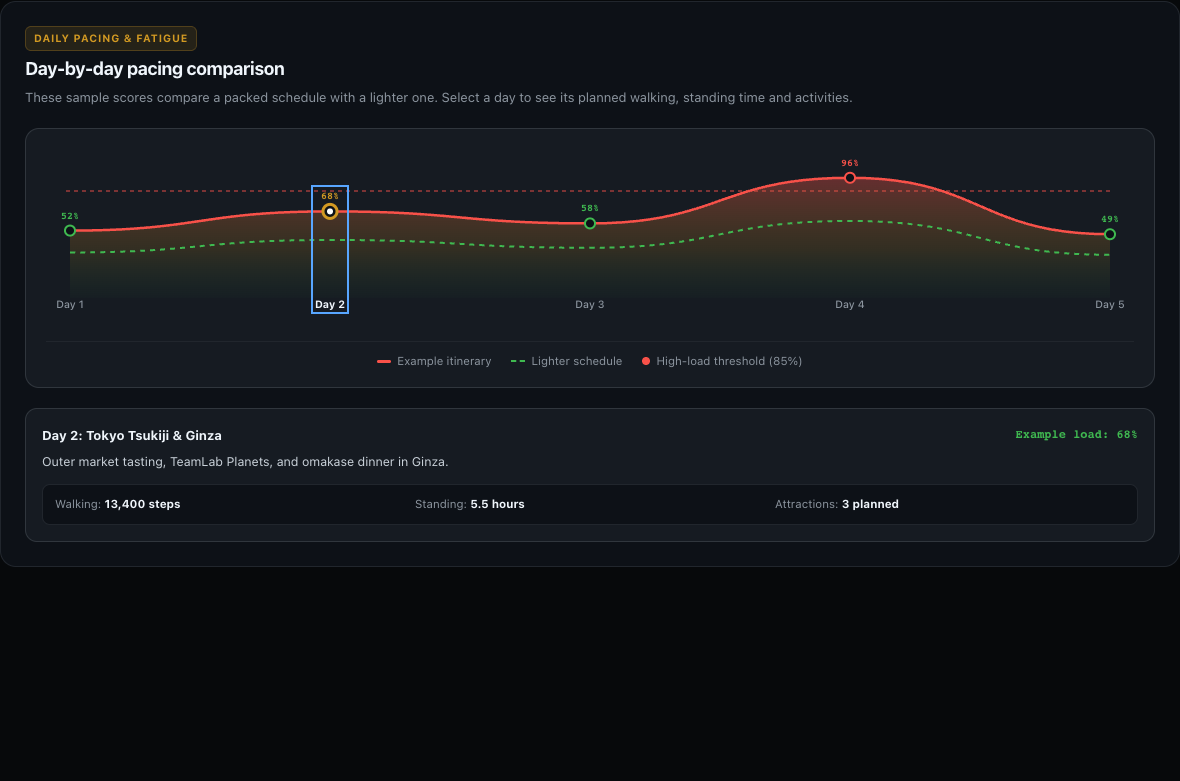 DAILY PACING & FATIGUE
Day-by-day pacing comparison
These sample scores compare a packed schedule with a lighter one. Select a day to see its planned walking, standing time and activities.
96%
68%
52%
58%
49%
Day 1
Day 2
Day 3
Day 4
Day 5
Example itinerary
Lighter schedule
High-load threshold (85%)
Day 2: Tokyo Tsukiji & Ginza
Example load: 68%
Outer market tasting, TeamLab Planets, and omakase dinner in Ginza.
Walking: 13,400 steps
Standing: 5.5 hours
Attractions: 3 planned